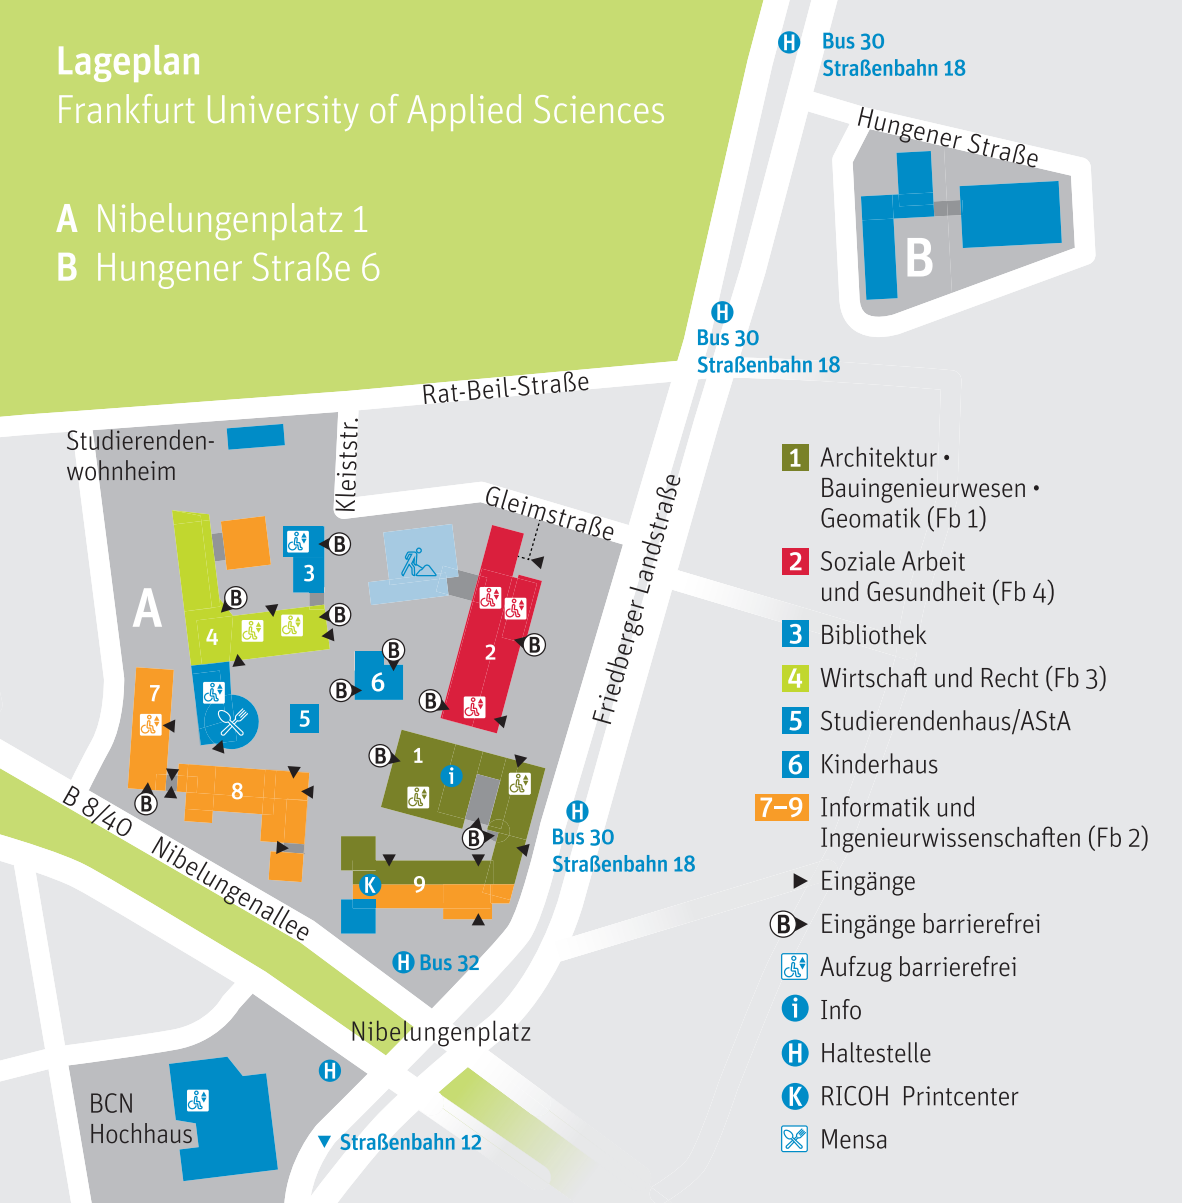 Lageplan
Frankfurt University of Applied Sciences
A Nibelungenplatz 1
B Hungener Straße 6
H Bus 30
Straßenbahn 18
Hungener Straße
B
H
Bus 30
Straßenbahn 18
Rat-Beil-Straße
Studierenden-
wohnheim
Kleiststr.
Gleimstraße
Friedberger Landstraße
A
B
3
B
B
4
B
2
B
B
6
B
B
7
5
B
1
i
8
B
B
K
9
H
Bus 30
Straßenbahn 18
B 8/40 Nibelungenallee
H Bus 32
Nibelungenplatz
H
BCN
Hochhaus
Straßenbahn 12
1 Architektur •
Bauingenieurwesen •
Geomatik (Fb 1)
2 Soziale Arbeit
und Gesundheit (Fb 4)
3 Bibliothek
4 Wirtschaft und Recht (Fb 3)
5 Studierendenhaus/AStA
6 Kinderhaus
7–9 Informatik und
Ingenieurwissenschaften (Fb 2)
Eingänge
B Eingänge barrierefrei
Aufzug barrierefrei
i Info
H Haltestelle
K RICOH Printcenter
Mensa